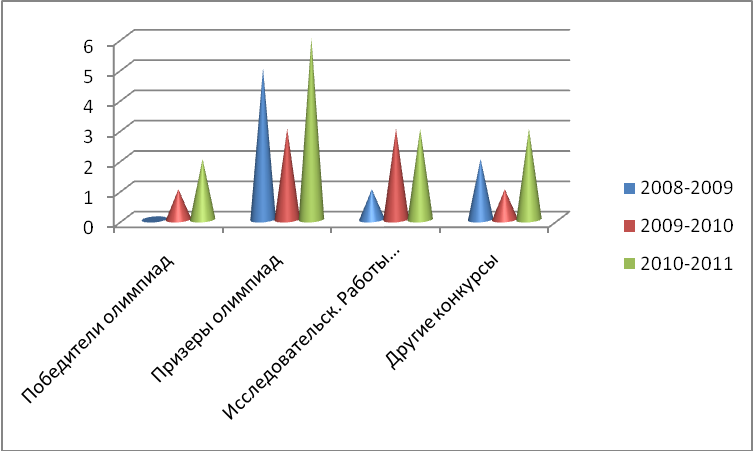 6
5
4
3
2
1
0
Победители олимпиад
Призеры олимпиад
Исследовательск. Работы...
Другие конкурсы
2008-2009
2009-2010
2010-2011